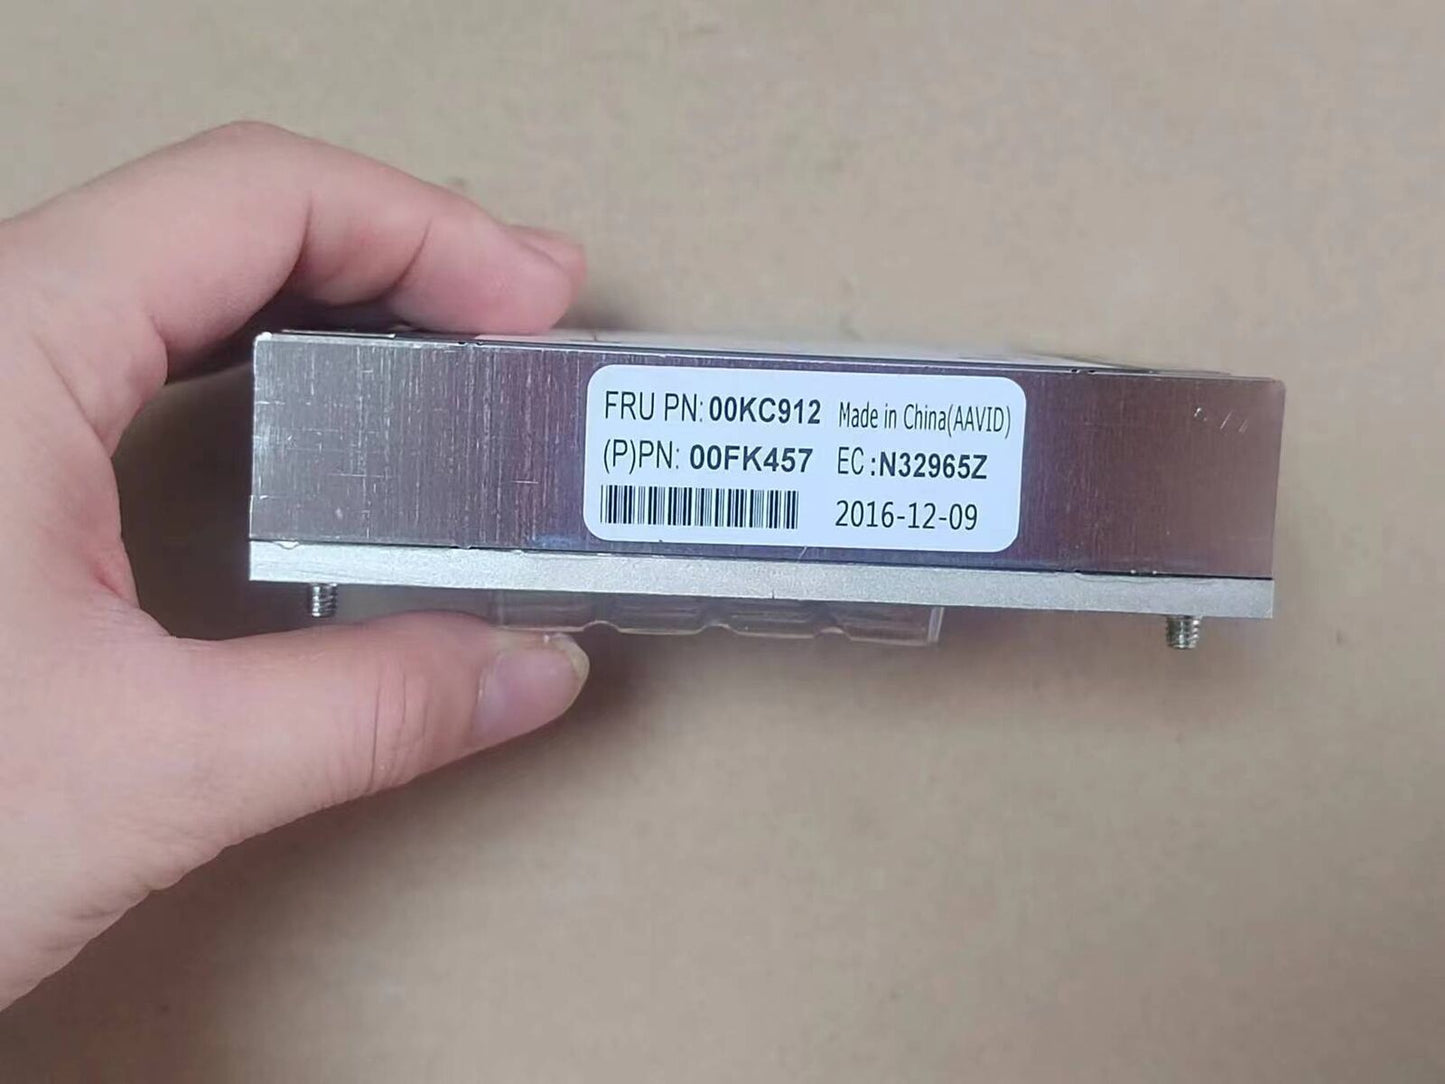 FRU PN: 00KC912 Made in China(AAVID)
(P)PN: 00FK457 EC:N32965Z
2016-12-09